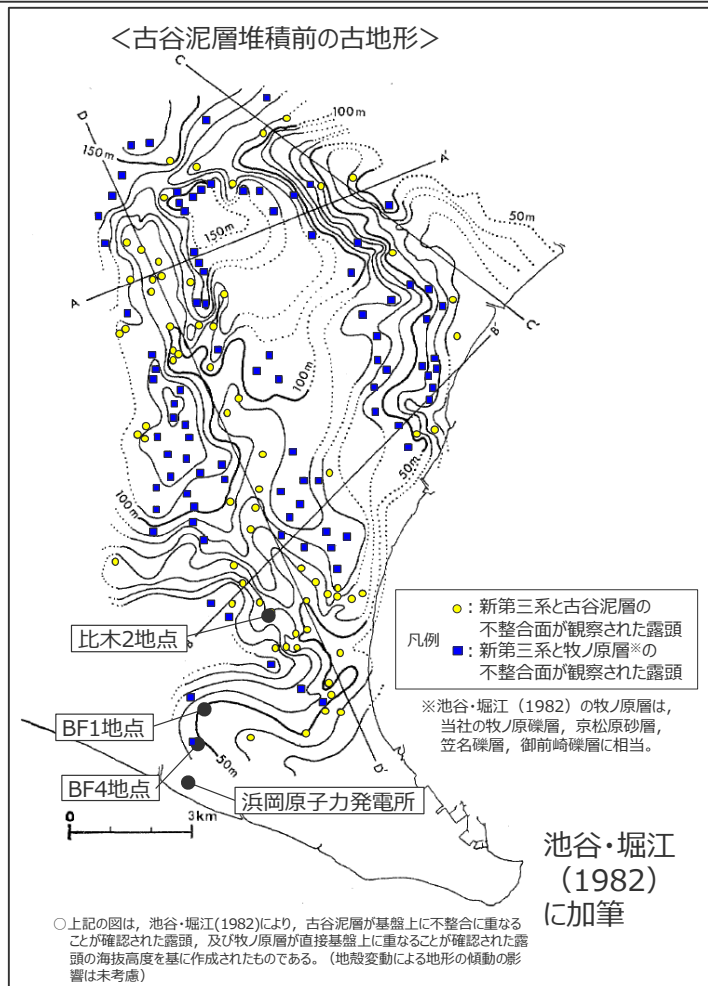 ＜古谷泥層堆積前の古地形＞
C
100m
D
150m
A'
50m
150m
A
C'
B'
100m
50m
100m
凡例
：新第三系と古谷泥層の
不整合面が観察された露頭
：新第三系と牧ノ原層※の
不整合面が観察された露頭
比木2地点
B
※池谷・堀江（1982）の牧ノ原層は，
当社の牧ノ原礫層，京松原砂層，
笠名礫層，御前崎礫層に相当。
BF1地点
50m
D'
BF4地点
浜岡原子力発電所
0
3km
池谷・堀江
（1982）
に加筆
○上記の図は，池谷・堀江(1982)により，古谷泥層が基盤上に不整合に重なる
ことが確認された露頭，及び牧ノ原層が直接基盤上に重なることが確認された露
頭の海抜高度を基に作成されたものである。（地殻変動による地形の傾動の影
響は未考慮）